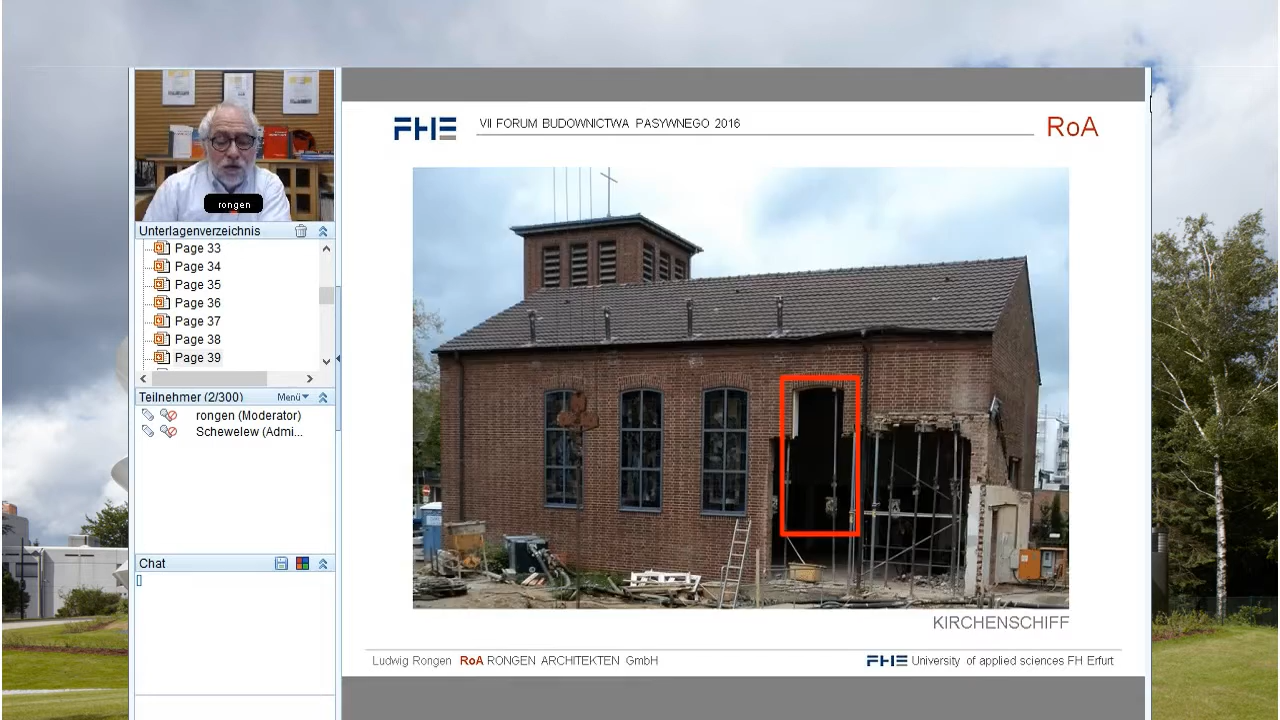 rongen
Unterlagenverzeichnis
Page 33
Page 34
Page 35
Page 36
Page 37
Page 38
Page 39
Teilnehmer (2/300)
Menü
rongen (Moderator)
Schewelew (Admi...
Chat
FHE
VII FORUM BUDOWNICTWA PASYWNEGO 2016
RoA
KIRCHENSCHIFF
Ludwig Rongen RoA RONGEN ARCHITEKTEN GmbH
FHE University of applied sciences FH Erfurt